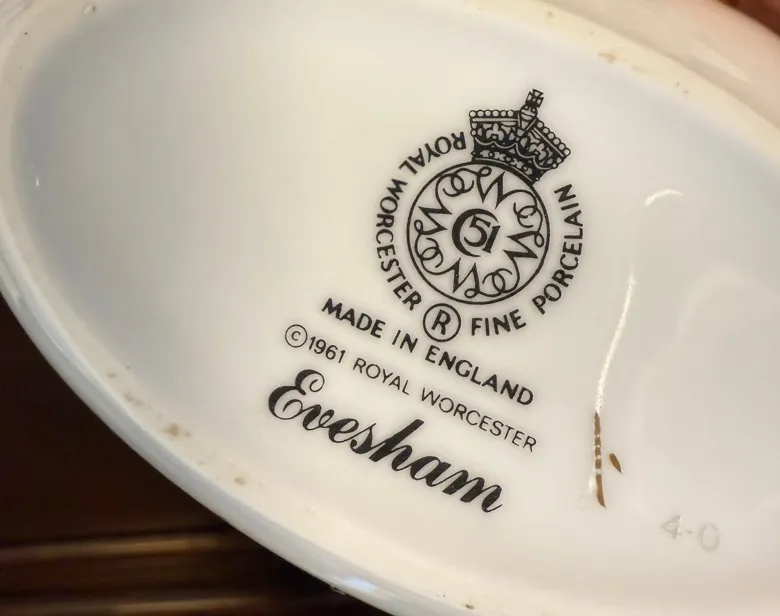 ROYAL WORCESTER
FINE PORCELAIN
51
R
MADE IN ENGLAND
©1961 ROYAL WORCESTER
Evesham
4-0